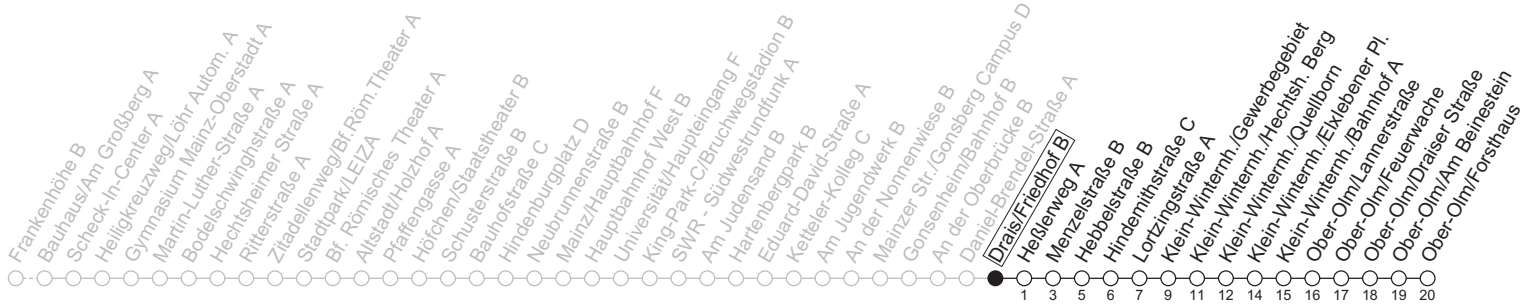 Frankenhöhe B
Bauhaus/Am Großberg A
Scheck-In-Center A
Heiligkreuzweg/Löhr Autom. A
Gymnasium Mainz-Oberstadt A
Martin-Luther-Straße A
Bodelschwinghstraße A
Hechtsheimer Straße A
Ritterstraße A
Zitadellenweg/Bf.Röm.Theater A
Stadtpark/LEIZA
Bf. Römisches Theater A
Altstadt/Holzhof A
Pfaffengasse A
Höfchen/Staatstheater B
Schusterstraße B
Bauhofstraße C
Hindenburgplatz D
Neubrunnenstraße B
Mainz/Hauptbahnhof F
Hauptbahnhof West B
Universität/Haupteingang F
King-Park-C/Bruchwegstadion B
SWR - Südwestrundfunk A
Am Judensand B
Hartenbergpark B
Eduard-David-Straße A
Ketteler-Kolleg C
Am Jugendwerk B
An der Nonnenwiese B
Mainzer Str./Gonsberg Campus D
Gonsenheim/Bahnhof B
An der Oberbrücke B
Daniel-Brendel-Straße A
Drais/Friedhof B
Heßlerweg A
Menzelstraße B
Hebbelstraße B
Hindemithstraße C
Lortzingstraße A
Klein-Winternh./Gewerbegebiet
Klein-Winternh./Hechtsh. Berg
Klein-Winternh./Quellborn
Klein-Winternh./Exlebener Pl.
Klein-Winternh./Bahnhof A
Ober-Olm/Lannerstraße
Ober-Olm/Feuerwache
Ober-Olm/Draiser Straße
Ober-Olm/Am Beinestein
Ober-Olm/Forsthaus
1 3 5 6 7 9 11 12 14 15 16 17 18 19 20